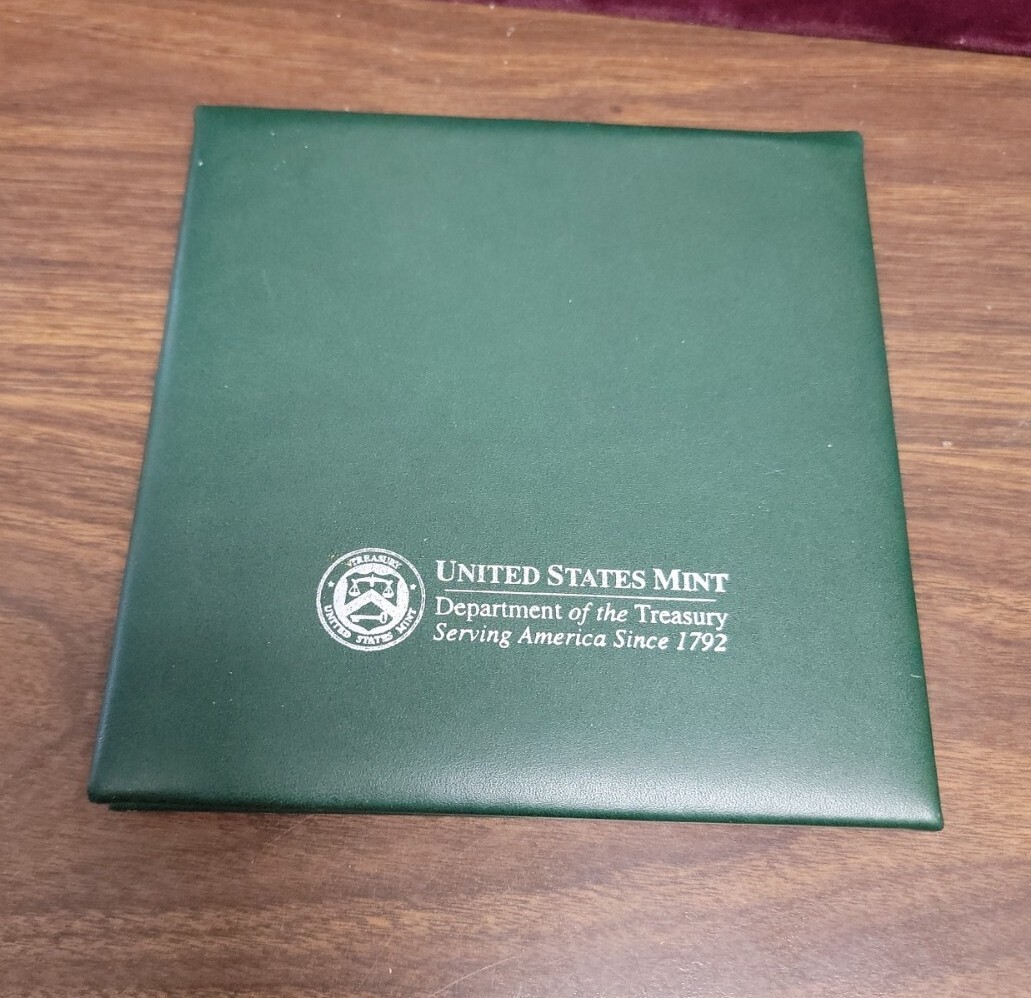 TREASURY
UNITED STATES MINT
UNITED STATES MINT
Department of the Treasury
Serving America Since 1792